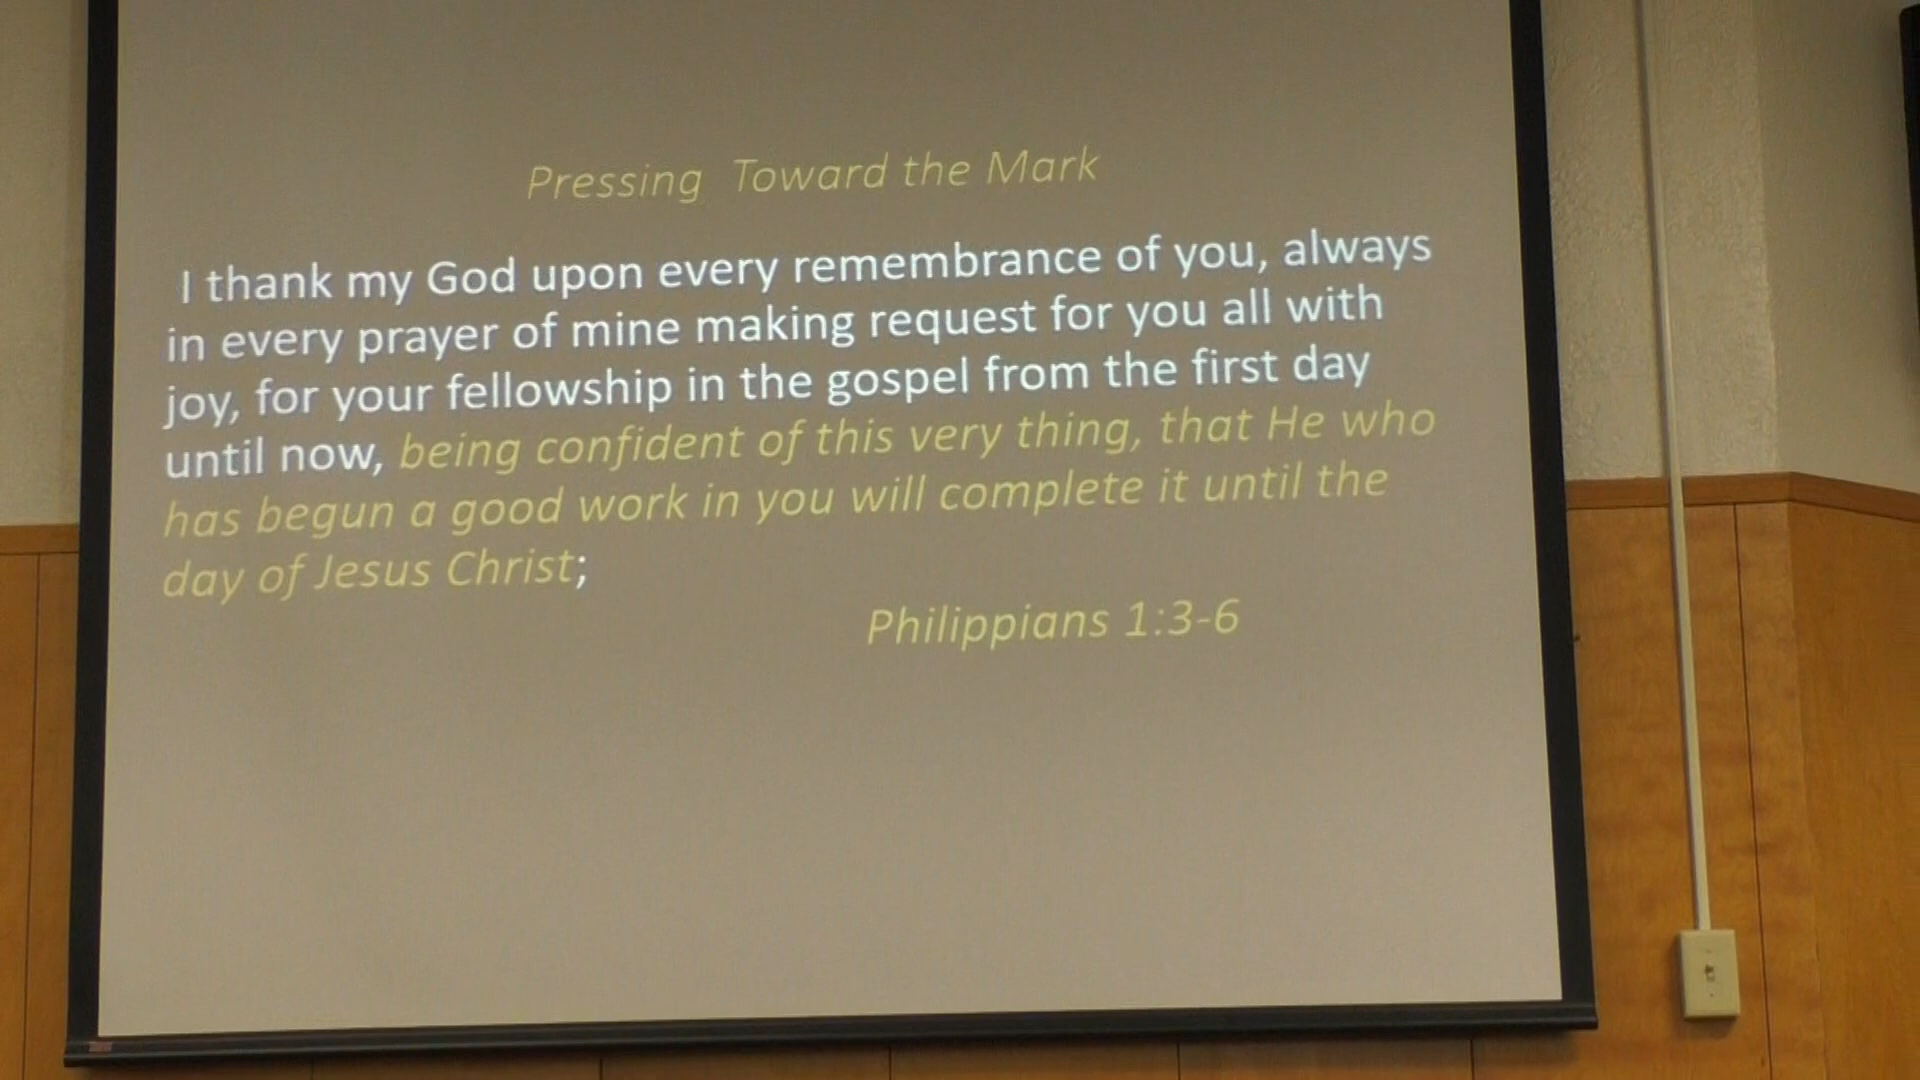 Pressing Toward the Mark
I thank my God upon every remembrance of you, always
in every prayer of mine making request for you all with
joy, for your fellowship in the gospel from the first day
until now, being confident of this very thing, that He who
has begun a good work in you will complete it until the
day of Jesus Christ;
Philippians 1:3-6